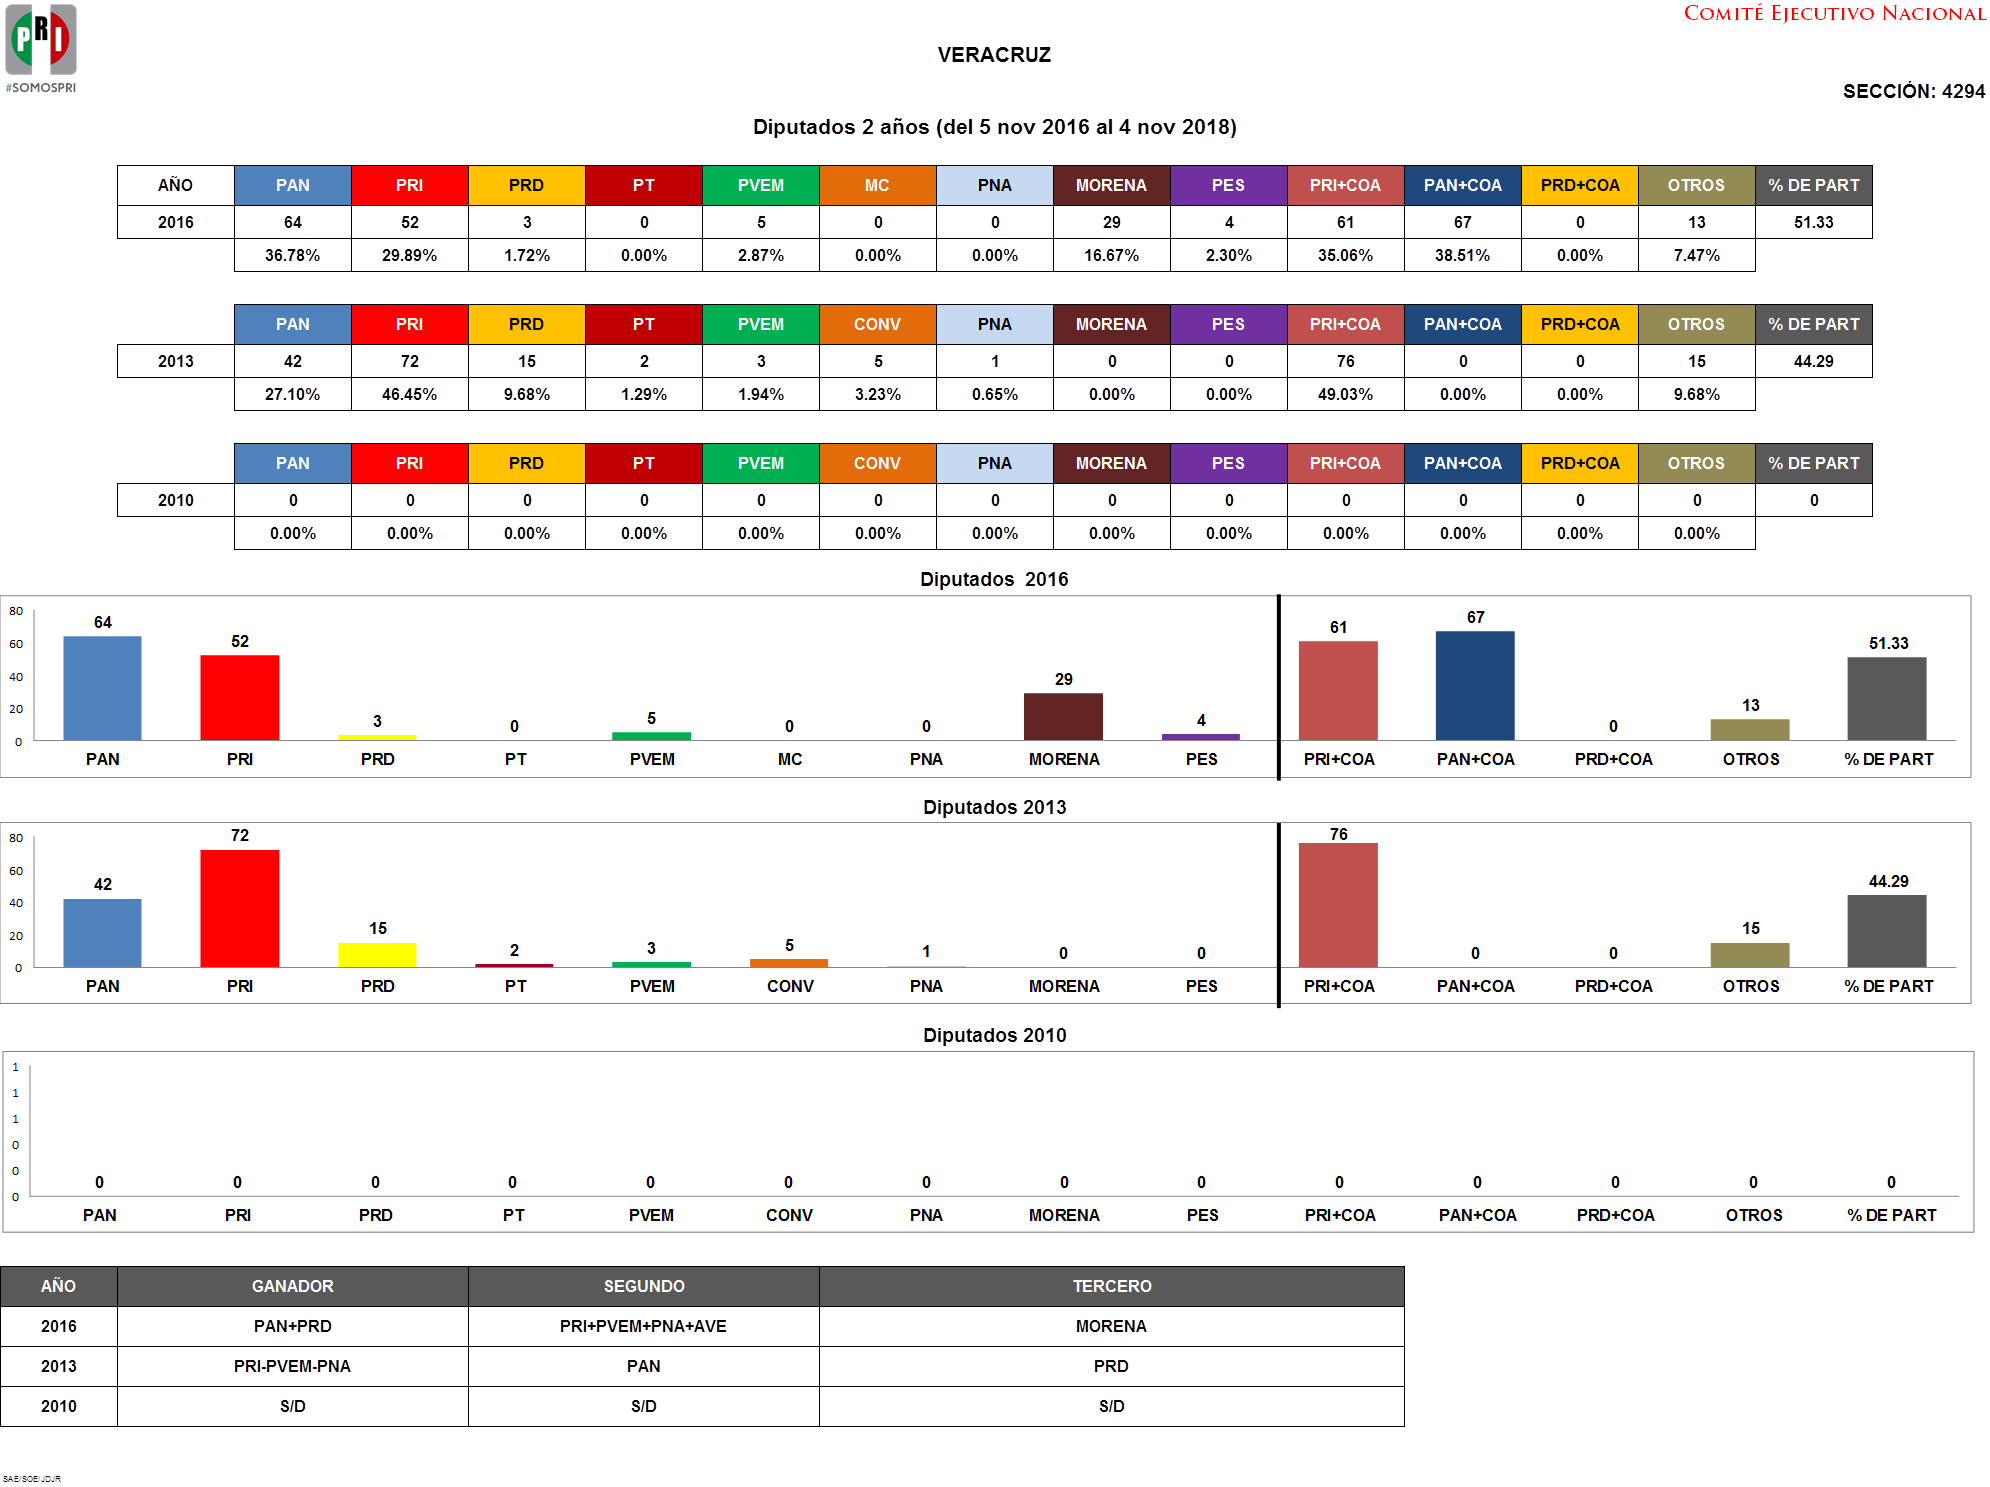 PRI
#SOMOSPRI
COMITÉ EJECUTIVO NACIONAL
VERACRUZ
SECCIÓN: 4294
Diputados 2 años (del 5 nov 2016 al 4 nov 2018)
AÑO PAN PRI PRD PT PVEM MC PNA MORENA PES PRI+COA PAN+COA PRD+COA OTROS % DE PART
2016 64 52 3 0 5 0 0 29 4 61 67 0 13 51.33
36.78% 29.89% 1.72% 0.00% 2.87% 0.00% 0.00% 16.67% 2.30% 35.06% 38.51% 0.00% 7.47%
PAN PRI PRD PT PVEM CONV PNA MORENA PES PRI+COA PAN+COA PRD+COA OTROS % DE PART
2013 42 72 15 2 3 5 1 0 0 76 0 0 15 44.29
27.10% 46.45% 9.68% 1.29% 1.94% 3.23% 0.65% 0.00% 0.00% 49.03% 0.00% 0.00% 9.68%
PAN PRI PRD PT PVEM CONV PNA MORENA PES PRI+COA PAN+COA PRD+COA OTROS % DE PART
2010 0 0 0 0 0 0 0 0 0 0 0 0 0 0
0.00% 0.00% 0.00% 0.00% 0.00% 0.00% 0.00% 0.00% 0.00% 0.00% 0.00% 0.00% 0.00%
Diputados 2016
80
60
40
20
0
64 52 3 0 5 0 0 29 4 61 67 0 13 51.33
PAN PRI PRD PT PVEM MC PNA MORENA PES PRI+COA PAN+COA PRD+COA OTROS % DE PART
Diputados 2013
80
60
40
20
0
42 72 15 2 3 5 1 0 0 76 0 0 15 44.29
PAN PRI PRD PT PVEM CONV PNA MORENA PES PRI+COA PAN+COA PRD+COA OTROS % DE PART
Diputados 2010
1
1
1
0
0
0
0 0 0 0 0 0 0 0 0 0 0 0 0 0
PAN PRI PRD PT PVEM CONV PNA MORENA PES PRI+COA PAN+COA PRD+COA OTROS % DE PART
AÑO GANADOR SEGUNDO TERCERO
2016 PAN+PRD PRI+PVEM+PNA+AVE MORENA
2013 PRI-PVEM-PNA PAN PRD
2010 S/D S/D S/D
SAE/SOE/JDJR